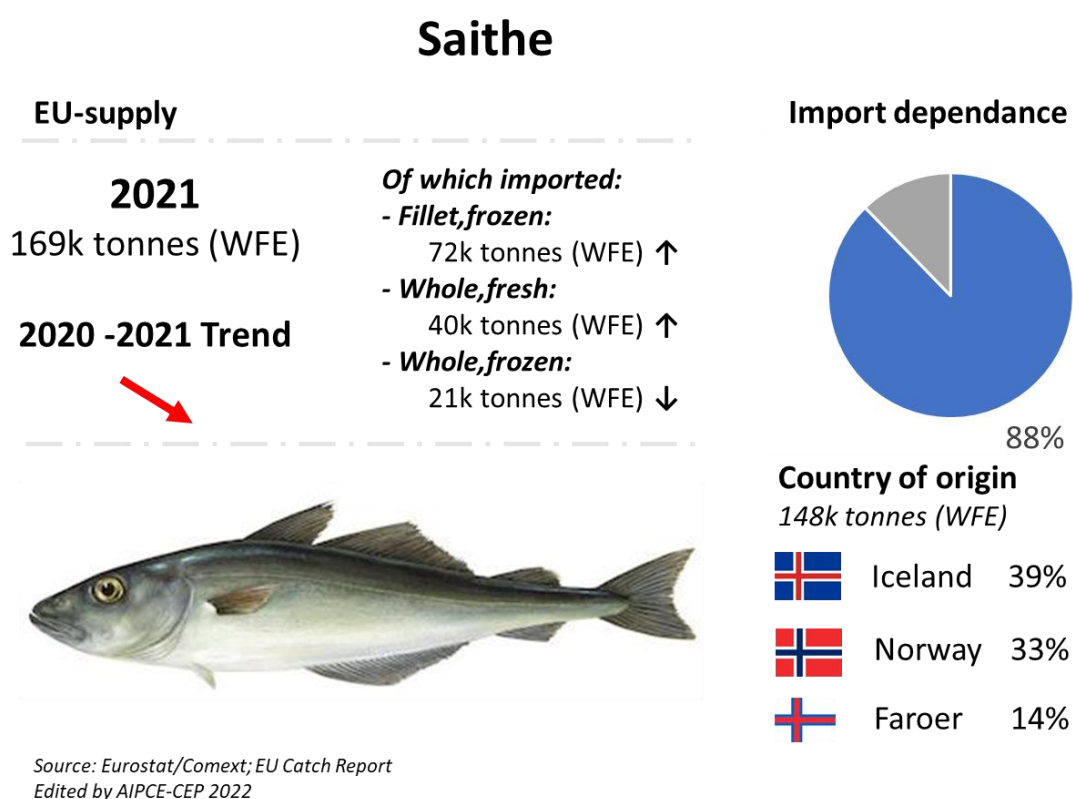 Saithe
EU-supply
2021
169k tonnes (WFE)
2020 -2021 Trend
Of which imported:
- Fillet,frozen:
72k tonnes (WFE) ↑
- Whole,fresh:
40k tonnes (WFE) ↑
- Whole,frozen:
21k tonnes (WFE) ↓
Import dependance
88%
Country of origin
148k tonnes (WFE)
Iceland 39%
Norway 33%
Faroer 14%
Source: Eurostat/Comext; EU Catch Report
Edited by AIPCE-CEP 2022